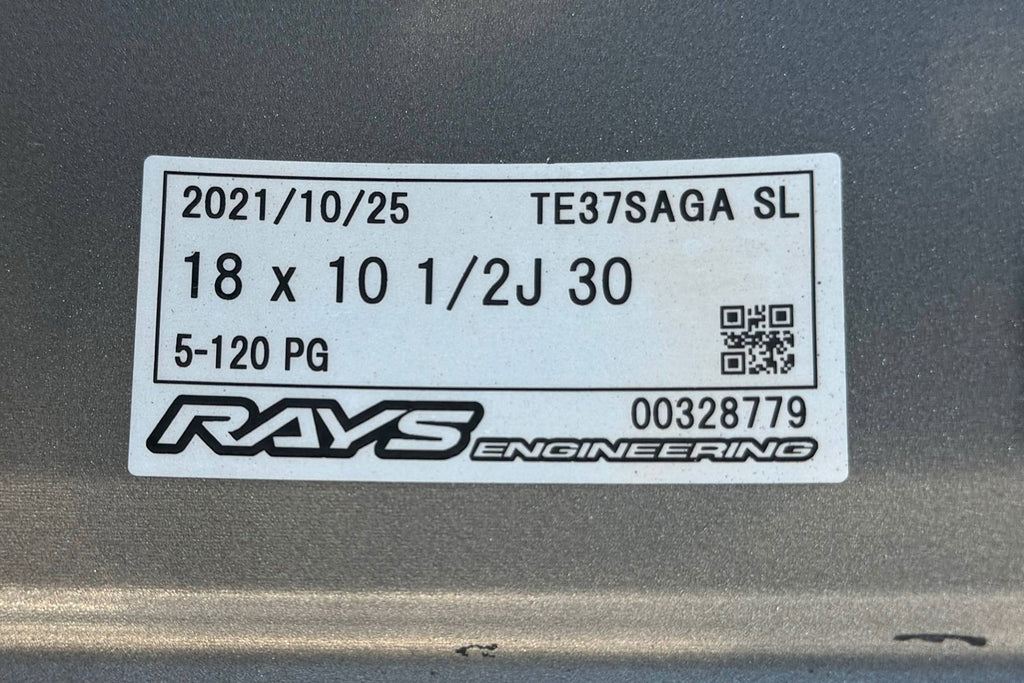 2021/10/25 TE37SAGA SL
18 x 10 1/2J 30
5-120 PG
00328779
RAYS ENGINEERING